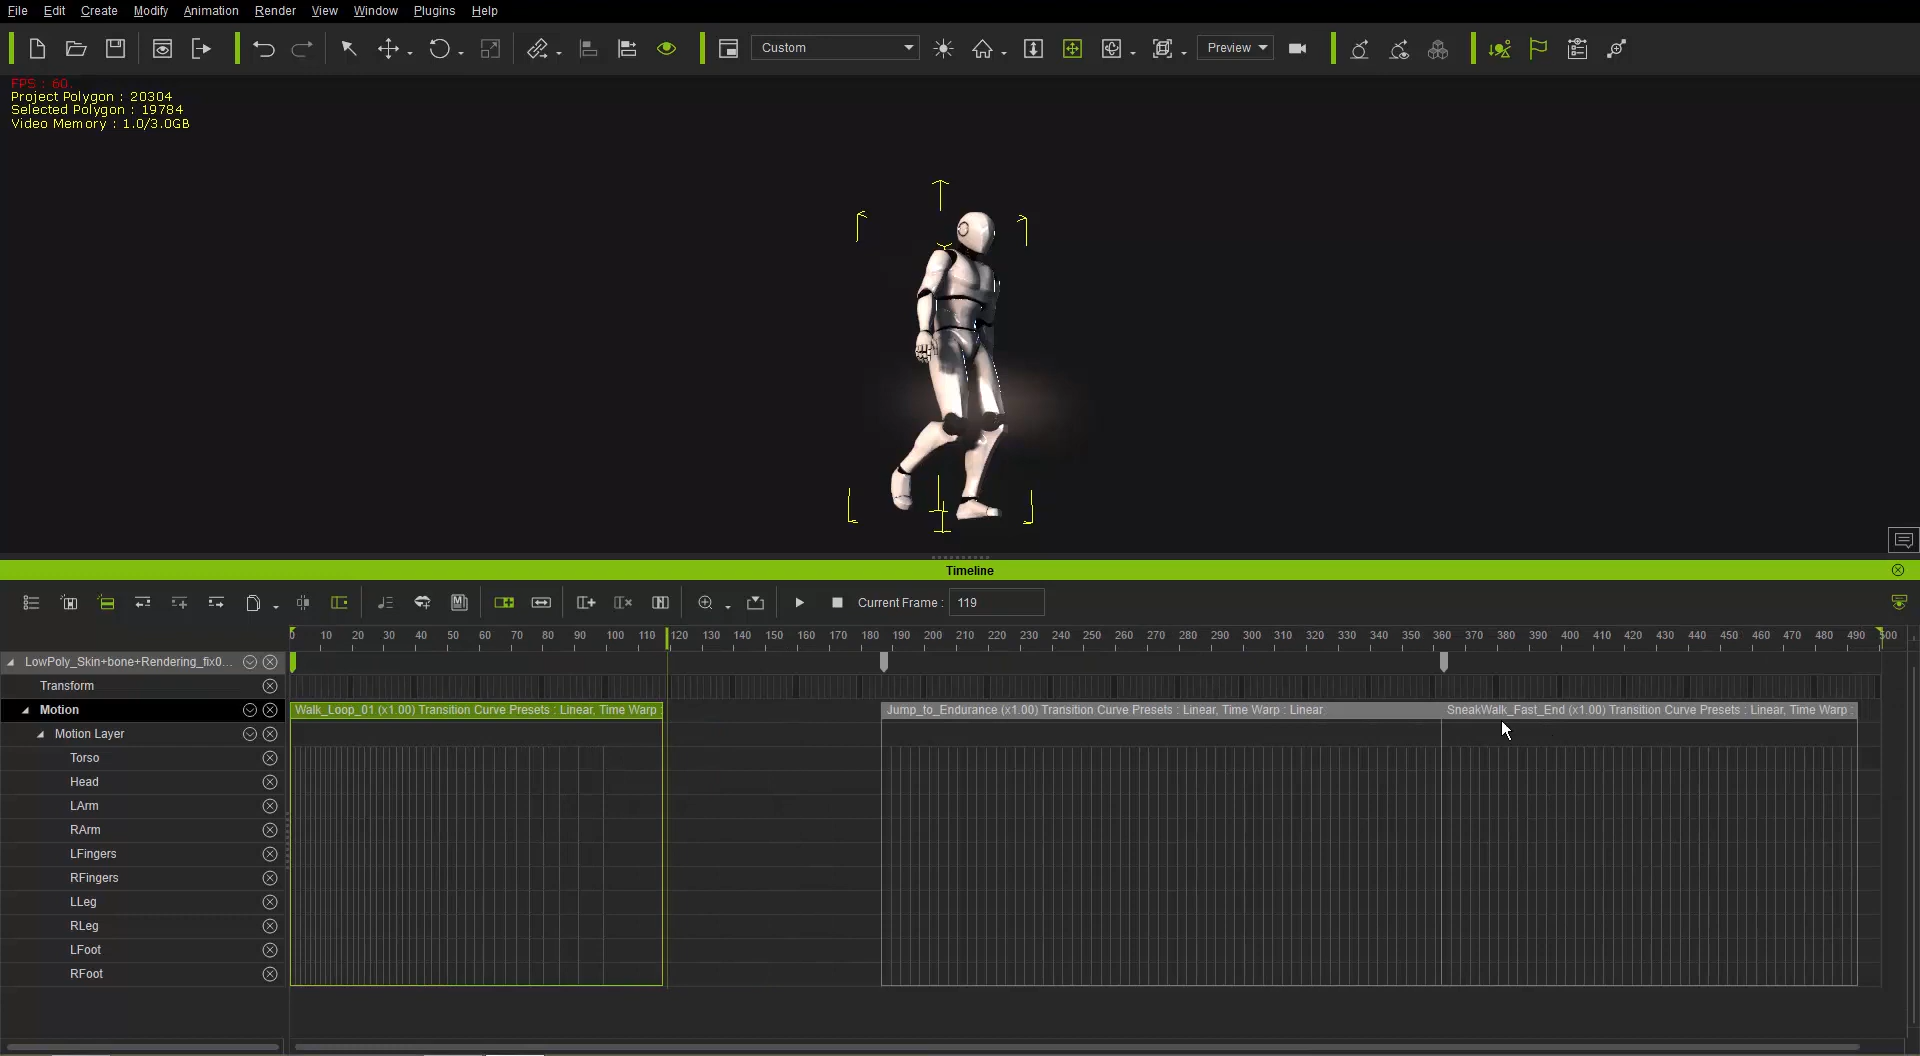 File Edit Create Modify Animation Render View Window Plugins Help
Custom Preview
FPS : 60
Project Polygon : 20304
Selected Polygon : 19784
Video Memory : 1.0/3.0GB
Timeline
Current Frame : 119
0 10 20 30 40 50 60 70 80 90 100 110 120 130 140 150 160 170 180 190 200 210 220 230 240 250 260 270 280 290 300 310 320 330 340 350 360 370 380 390 400 410 420 430 440 450 460 470 480 490 500
LowPoly_Skin+bone+Rendering_fix0...
Transform
Motion
Walk_Loop_01 (x1.00) Transition Curve Presets : Linear, Time Warp :
Jump_to_Endurance (x1.00) Transition Curve Presets : Linear, Time Warp : Linear
SneakWalk_Fast_End (x1.00) Transition Curve Presets : Linear, Time Warp :
Motion Layer
Torso
Head
LArm
RArm
LFingers
RFingers
LLeg
RLeg
LFoot
RFoot